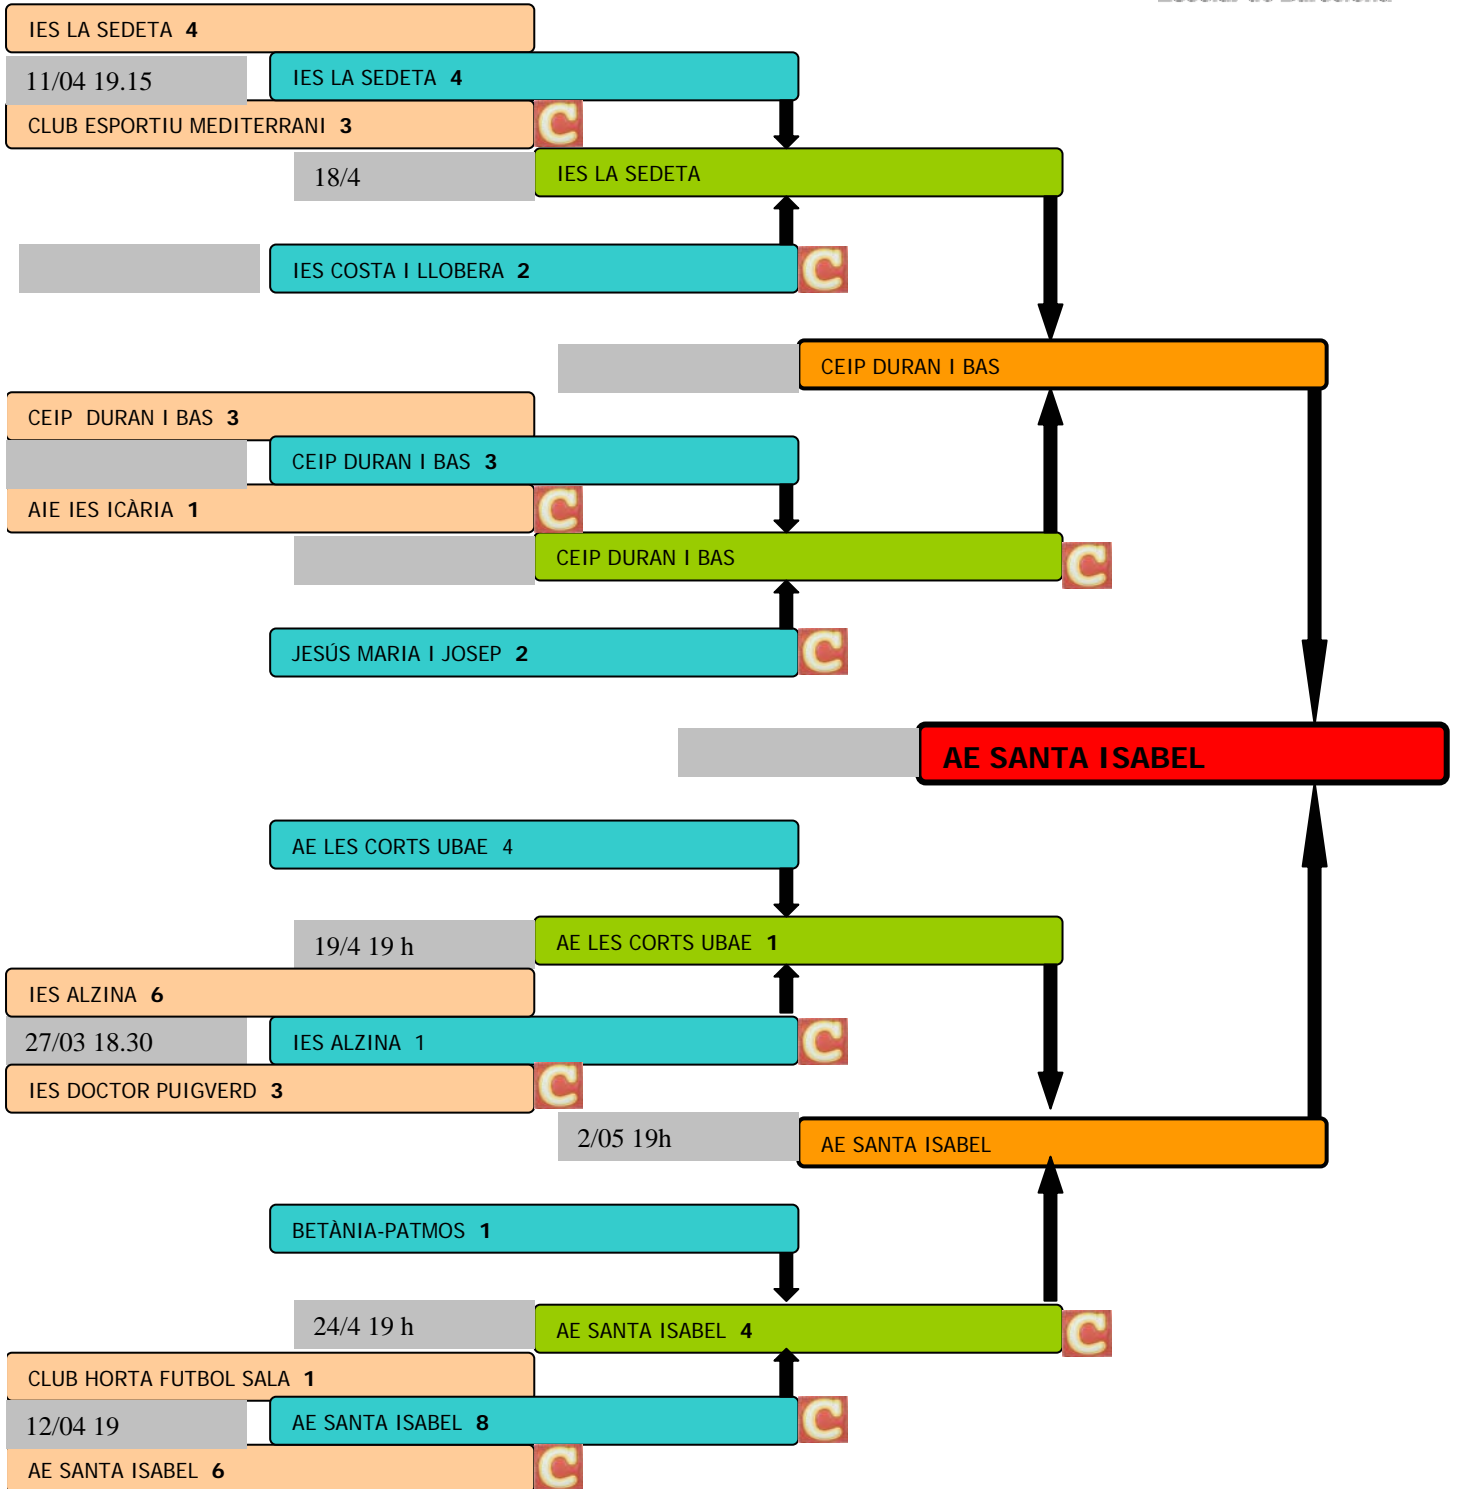 IES LA SEDETA 4
11/04 19.15
IES LA SEDETA 4
CLUB ESPORTIU MEDITERRANI 3
C
18/4
IES LA SEDETA
IES COSTA I LLOBERA 2
C
CEIP DURAN I BAS
CEIP DURAN I BAS 3
CEIP DURAN I BAS 3
AIE IES ICÀRIA 1
C
CEIP DURAN I BAS
C
JESÚS MARIA I JOSEP 2
C
AE SANTA ISABEL
AE LES CORTS UBAE 4
19/4 19 h
AE LES CORTS UBAE 1
IES ALZINA 6
27/03 18.30
IES ALZINA 1
C
IES DOCTOR PUIGVERD 3
C
2/05 19h
AE SANTA ISABEL
BETÀNIA-PATMOS 1
24/4 19 h
AE SANTA ISABEL 4
C
CLUB HORTA FUTBOL SALA 1
12/04 19
AE SANTA ISABEL 8
C
AE SANTA ISABEL 6
C